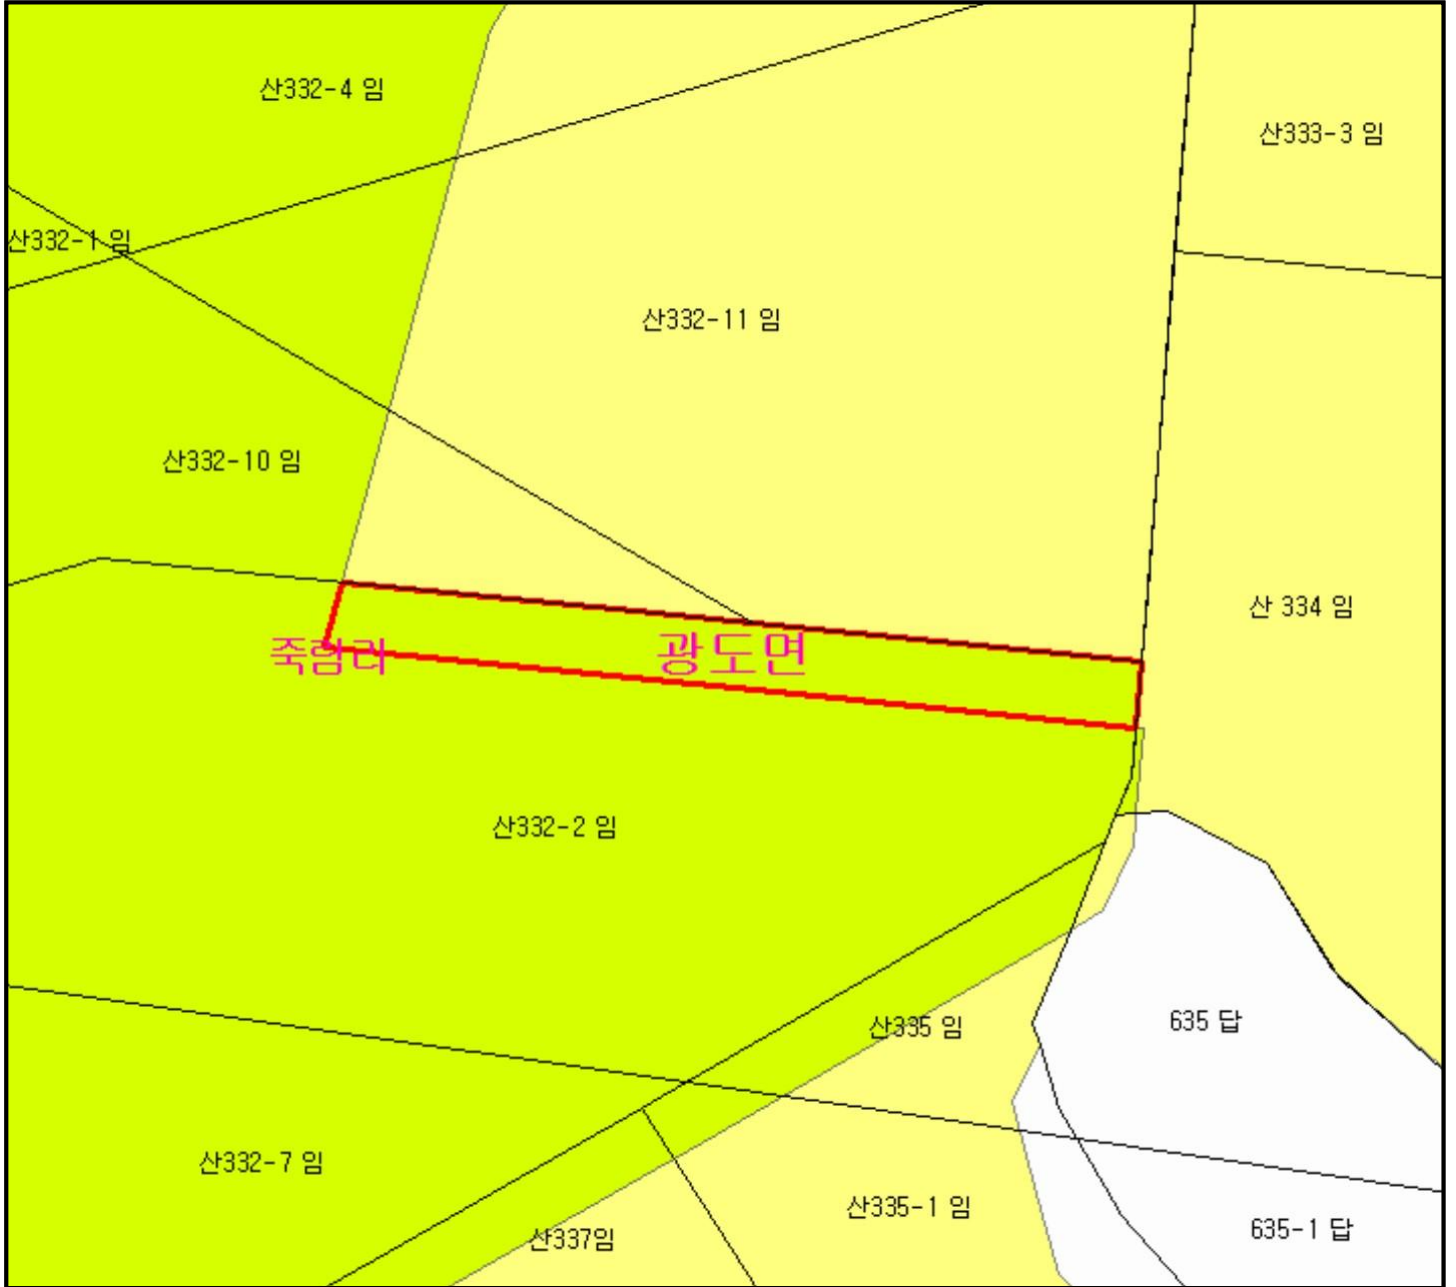 산332-4 임
산333-3 임
산332-1 임
산332-11 임
산332-10 임
산 334 임
죽림리
광도면
산332-2 임
산335 임
635 답
산332-7 임
산335-1 임
산337임
635-1 답